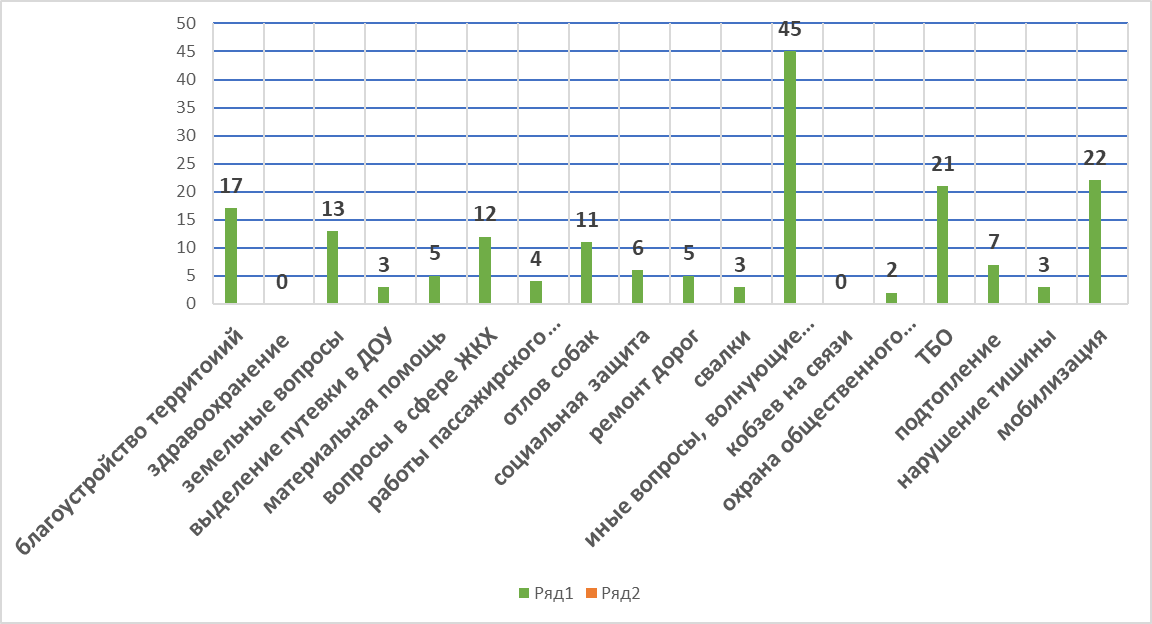 50
45
40
35
30
25
20
15
10
5
0
17
0
13
3
5
12
4
11
6
5
3
45
0
2
21
7
3
22
благоустройство территоиий
здравоохранение
земельные вопросы
выделение путевки в ДОУ
материальная помощь
вопросы в сфере ЖКХ
работы пассажирского...
отлов собак
социальная защита
ремонт дорог
свалки
иные вопросы, волнующие...
кобзев на связи
охрана общественного...
ТБО
подтопление
нарушение тишины
мобилизация
Ряд1 Ряд2